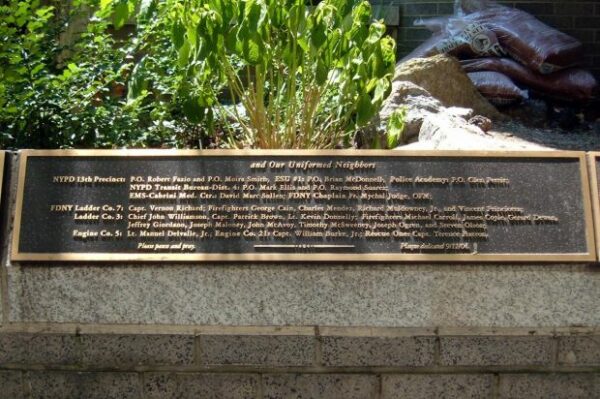 and Our Uniformed Neighbors
NYPD 13th Precinct: P.O. Robert Fazio and P.O. Moira Smith, ESU #1: P.O. Brian McDonnell, Police Academy: P.O. Glen Pettit;
NYPD Transit Bureau-Dist. 4: P.O. Mark Ellis and P.O. Raymond Suarez;
EMS-Cabrini Med. Ctr.: David Marc Sullen; FDNY Chaplain Fr. Mychal Judge, OFM;
FDNY Ladder Co. 7: Capt. Vernon Richard; Firefighters George Cain, Charles Mendez, Richard Muldowney, Jr., and Vincent Princiotta;
Ladder Co. 3: Chief John Williamson, Capt. Patrick Brown, Lt. Kevin Donnelly; Firefighters Michael Carroll, James Coyle, Gerard Dewan,
Jeffrey Giordano, Joseph Maloney, John McAvoy, Timothy McSweeney, Joseph Ogren, and Steven Olson;
Engine Co. 5: Lt. Manuel Delvalle, Jr.; Engine Co. 21: Capt. William Burke, Jr.; Rescue One: Capt. Terence Hatton.
Please pause and pray.
Plaque dedicated 9/12/01.